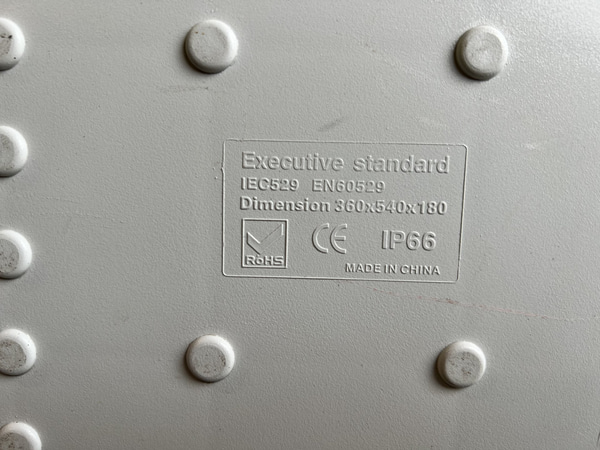 Executive standard
IEC529 EN60529
Dimension 360x540x180
RoHS CE IP66
MADE IN CHINA